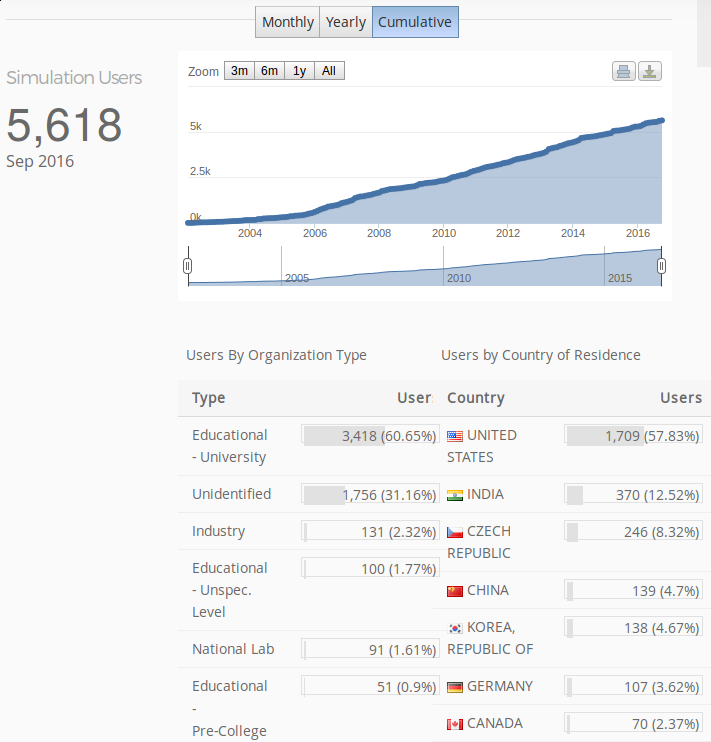 Monthly Yearly Cumulative
Simulation Users
5,618
Sep 2016
Zoom 3m 6m 1y All
5k
2.5k
0k
2004 2006 2008 2010 2012 2014 2016
2005 2010 2015
Users By Organization Type
Type User
Educational - University 3,418 (60.65%)
Unidentified 1,756 (31.16%)
Industry 131 (2.32%)
Educational - Unspec. Level 100 (1.77%)
National Lab 91 (1.61%)
Educational - Pre-College 51 (0.9%)
Users by Country of Residence
Country Users
UNITED STATES 1,709 (57.83%)
INDIA 370 (12.52%)
CZECH REPUBLIC 246 (8.32%)
CHINA 139 (4.7%)
KOREA, REPUBLIC OF 138 (4.67%)
GERMANY 107 (3.62%)
CANADA 70 (2.37%)